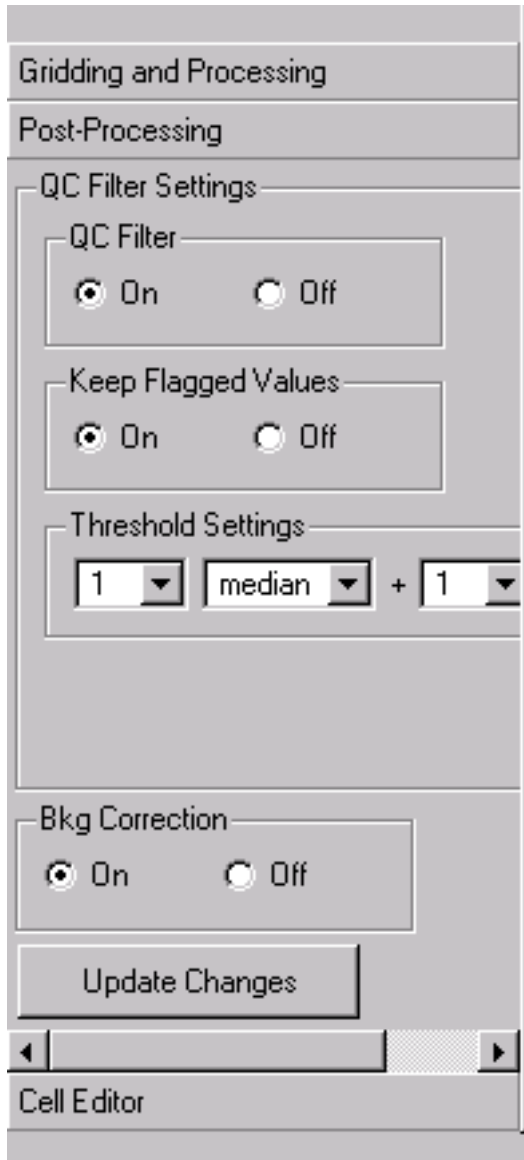 Gridding and Processing
Post-Processing
QC Filter Settings
QC Filter
On Off
Keep Flagged Values
On Off
Threshold Settings
1 median + 1
Bkg Correction
On Off
Update Changes
Cell Editor